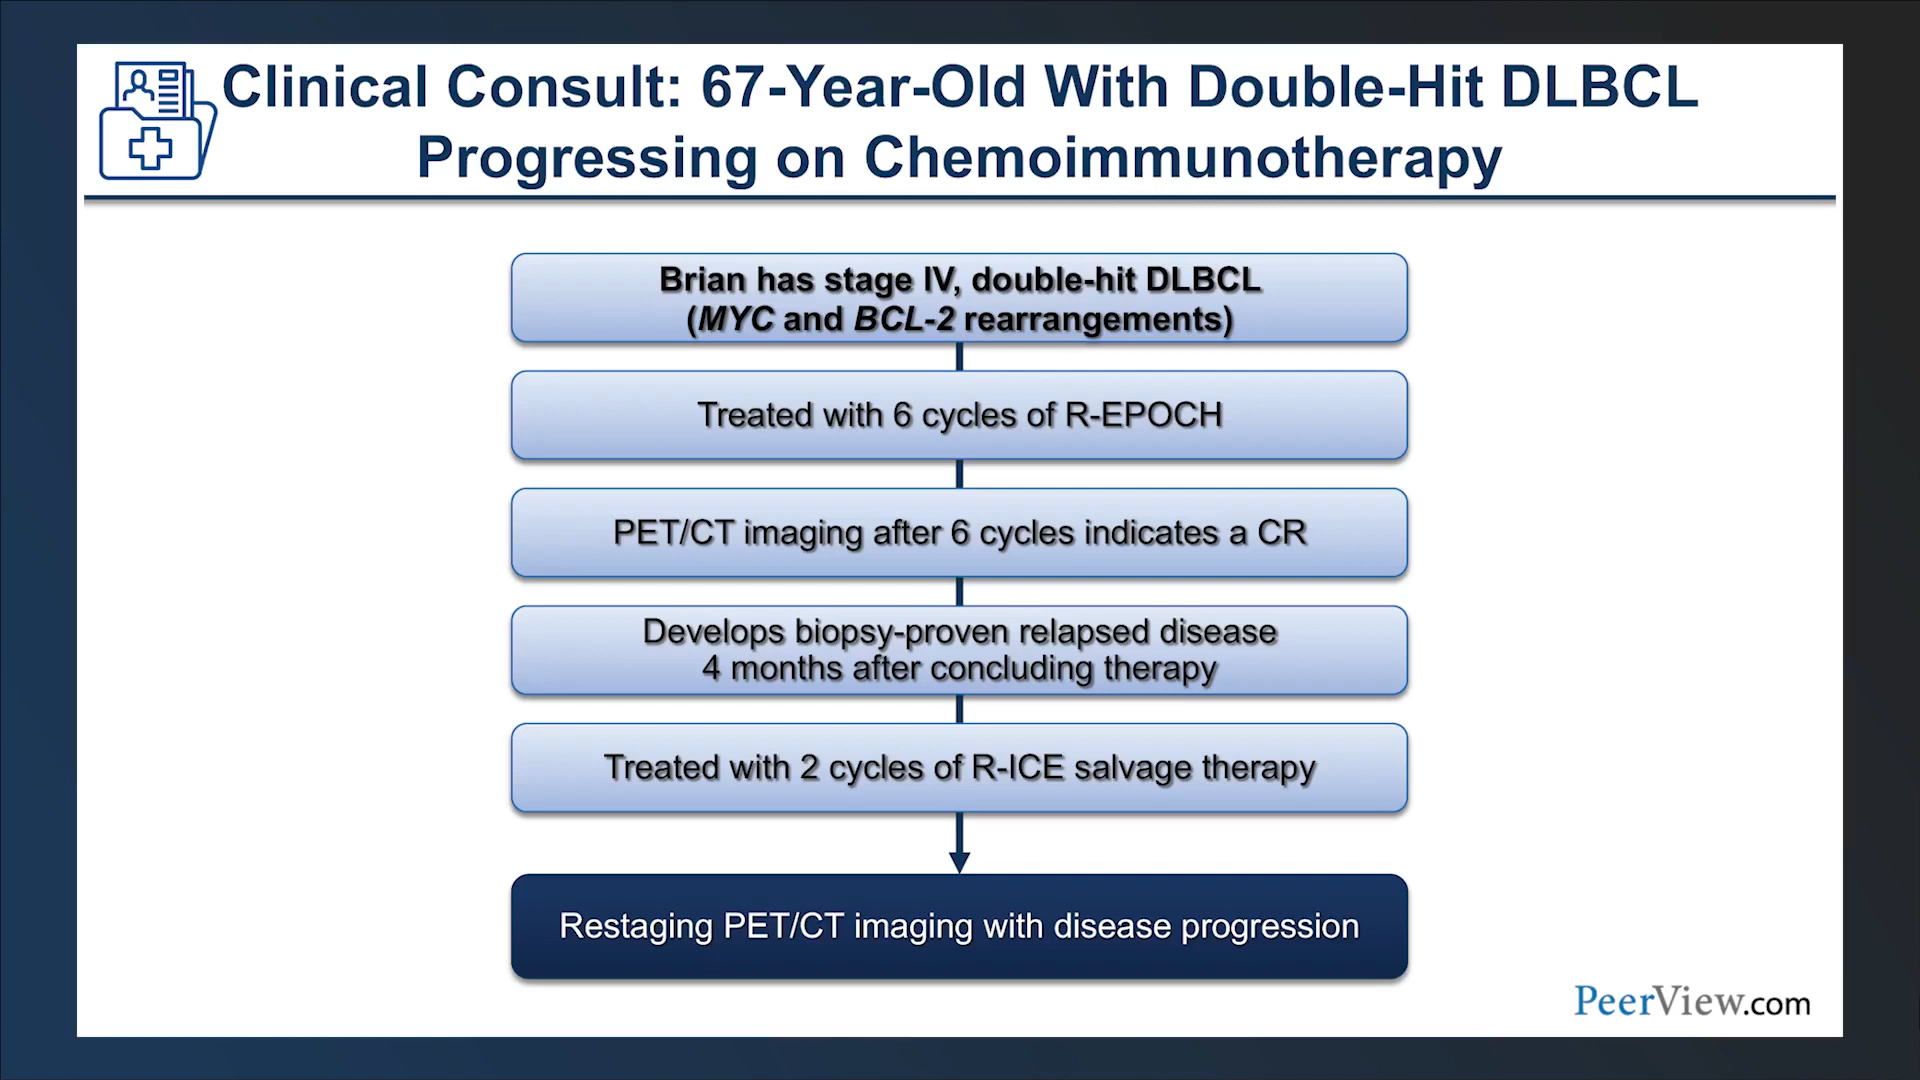 Clinical Consult: 67-Year-Old With Double-Hit DLBCL
Progressing on Chemoimmunotherapy
Brian has stage IV, double-hit DLBCL
(MYC and BCL-2 rearrangements)
Treated with 6 cycles of R-EPOCH
PET/CT imaging after 6 cycles indicates a CR
Develops biopsy-proven relapsed disease
4 months after concluding therapy
Treated with 2 cycles of R-ICE salvage therapy
Restaging PET/CT imaging with disease progression
PeerView.com